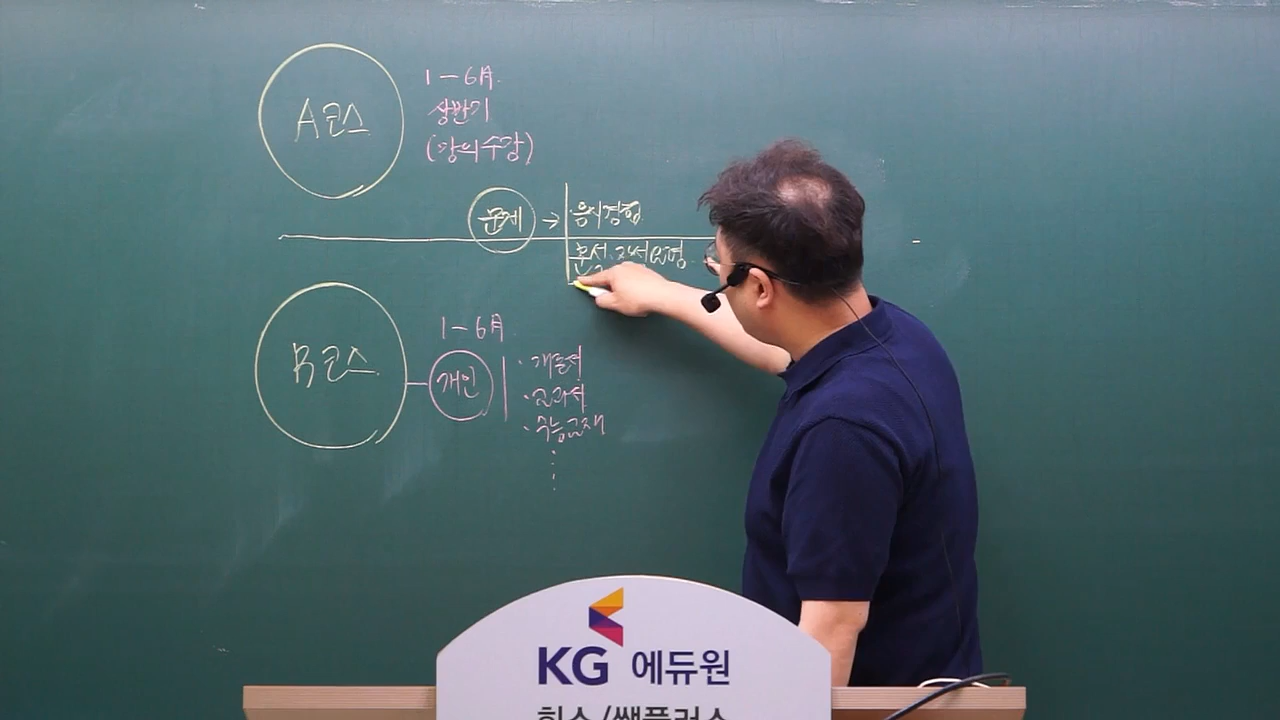 A코스
1-6月.
상반기
(강의수강)
문제 → ·응시경험.
B코스
1-6月
개인
·개론서
·교과서
·수능교재
KG 에듀원